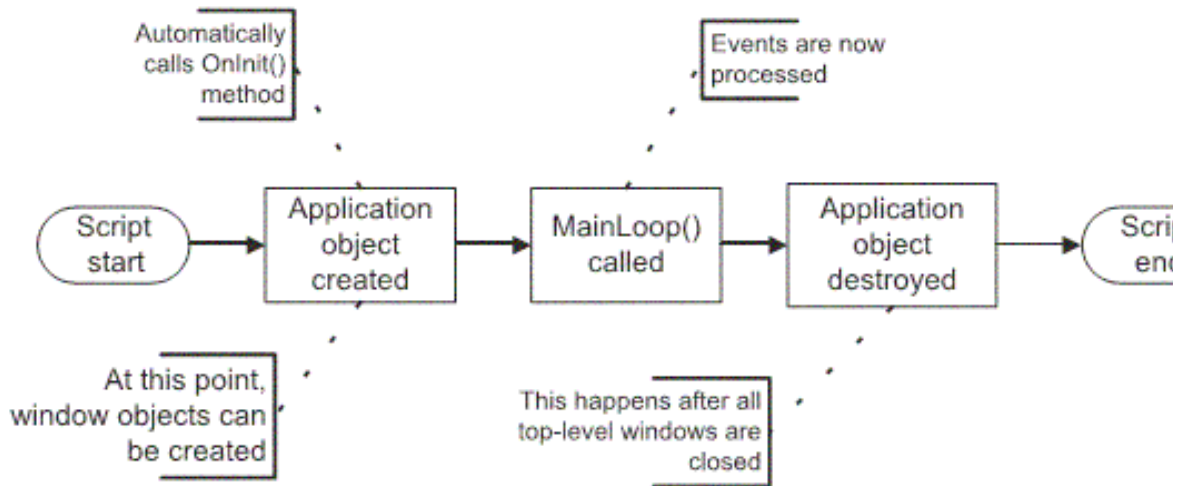 Automatically
calls OnInit()
method
Events are now
processed
Script
start
Application
object
created
MainLoop()
called
Application
object
destroyed
At this point,
window objects can
be created
This happens after all
top-level windows are
closed